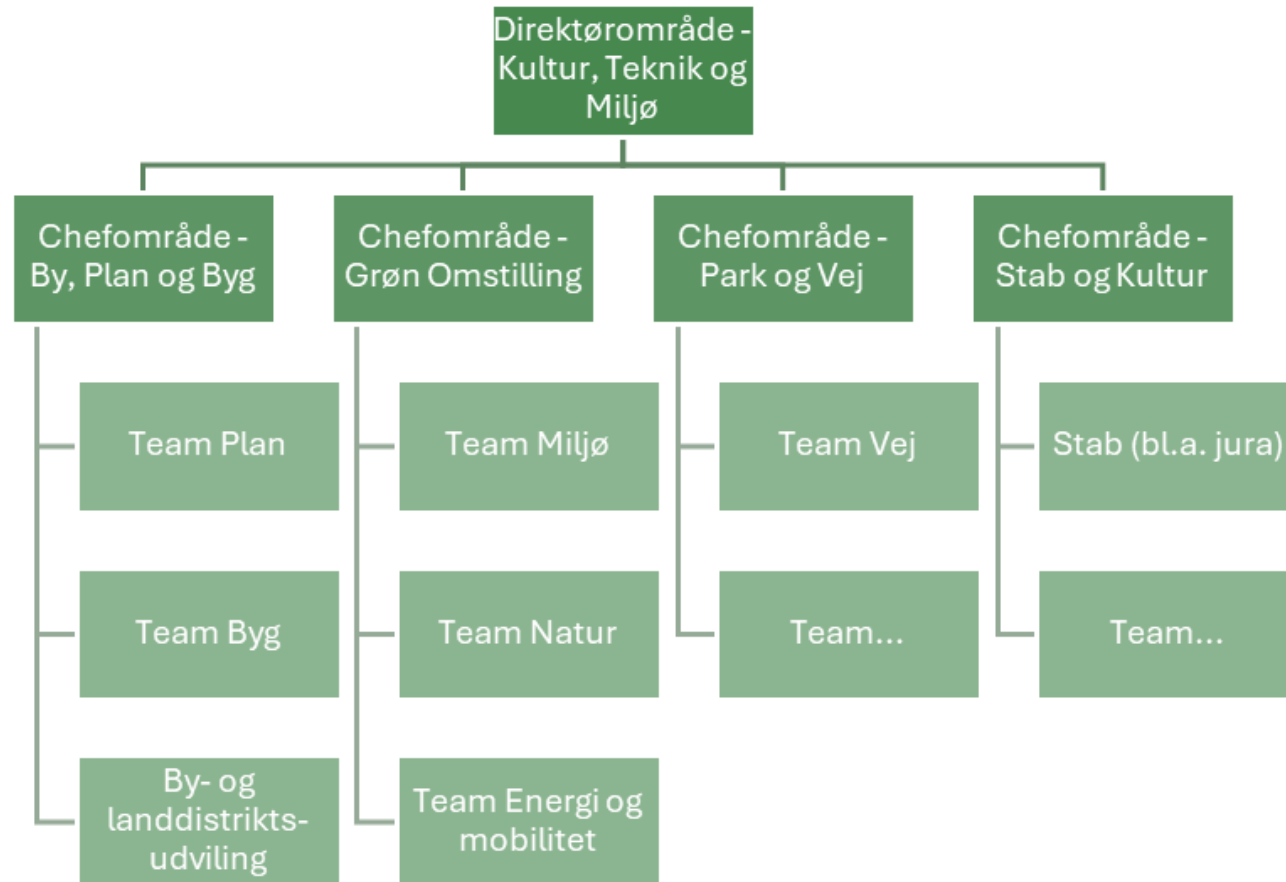 Direktørområde -
Kultur, Teknik og
Miljø
Chefområde -
By, Plan og Byg
Chefområde -
Grøn Omstilling
Chefområde -
Park og Vej
Chefområde -
Stab og Kultur
Team Plan
Team Miljø
Team Vej
Stab (bl.a. jura)
Team Byg
Team Natur
Team...
Team...
By- og
landdistrikts-
udviling
Team Energi og
mobilitet